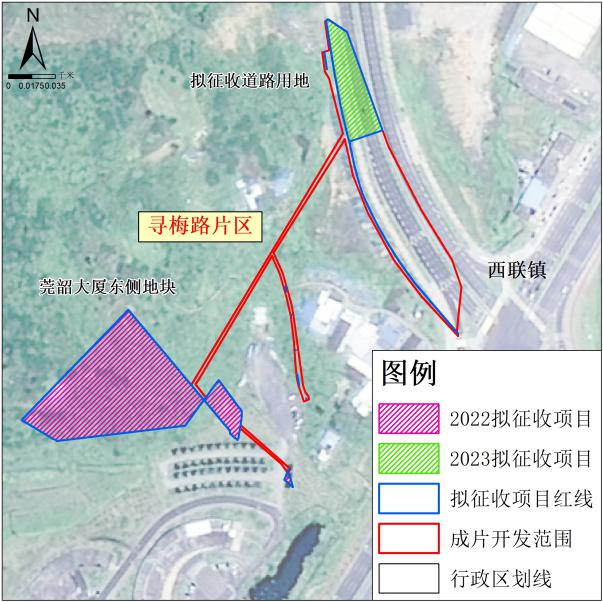 N
千米
0 0.01750.035
拟征收道路用地
寻梅路片区
西联镇
莞韶大厦东侧地块
图例
2022拟征收项目
2023拟征收项目
拟征收项目红线
成片开发范围
行政区划线